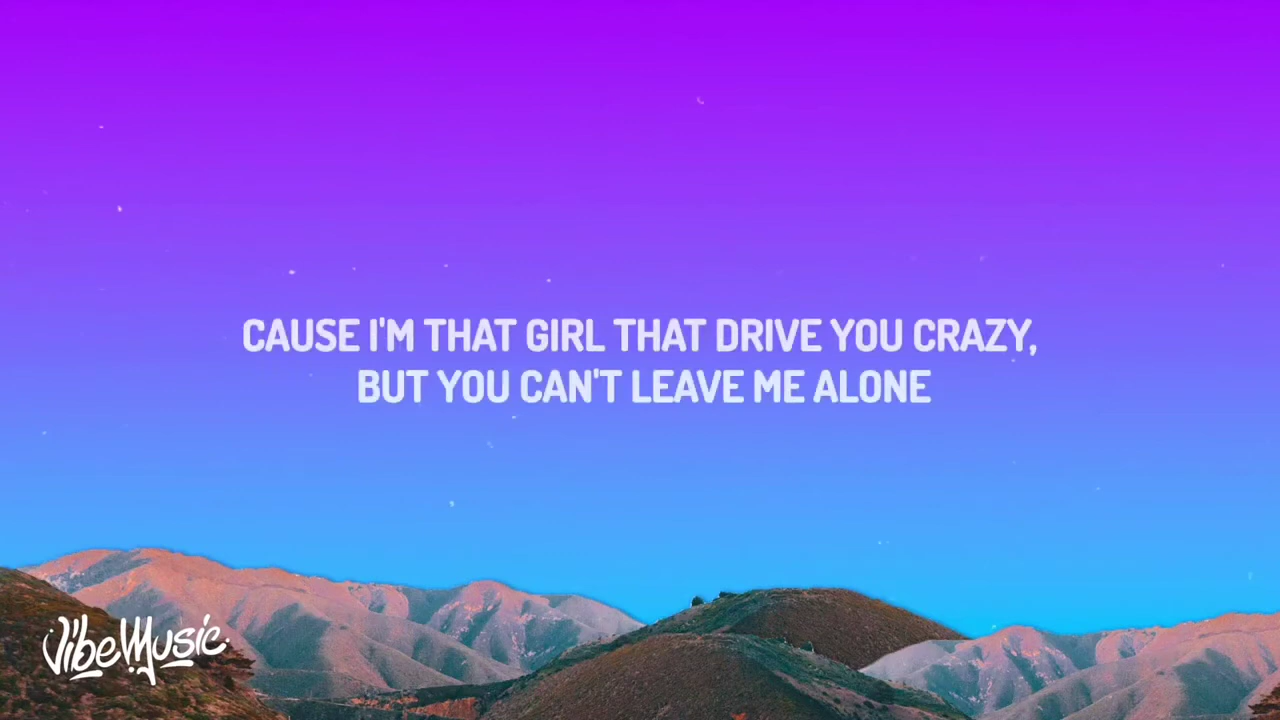 CAUSE I'M THAT GIRL THAT DRIVE YOU CRAZY,
BUT YOU CAN'T LEAVE ME ALONE
VibeMusic